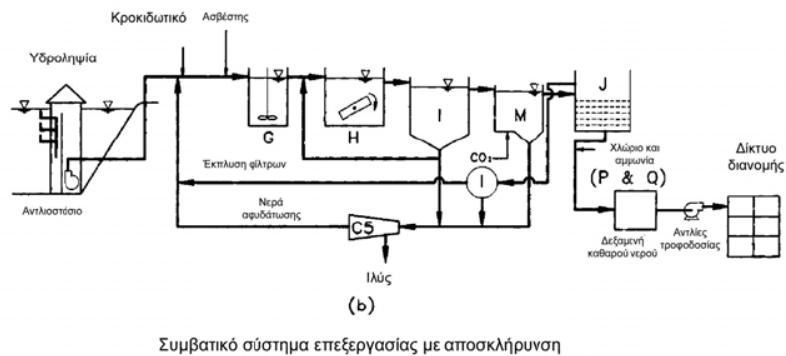 Κροκιδωτικό
Ασβέστης
Υδροληψία
G
H
I
M
J
CO₂
Έκπλυση φίλτρων
I
Χλώριο και
αμμωνία
(P & Q)
Δίκτυο
διανομής
Αντλιοστάσιο
Νερά
αφυδάτωσης
C5
Δεξαμενή
καθαρού νερού
Αντλίες
τροφοδοσίας
Ιλύς
(b)
Συμβατικό σύστημα επεξεργασίας με αποσκλήρυνση